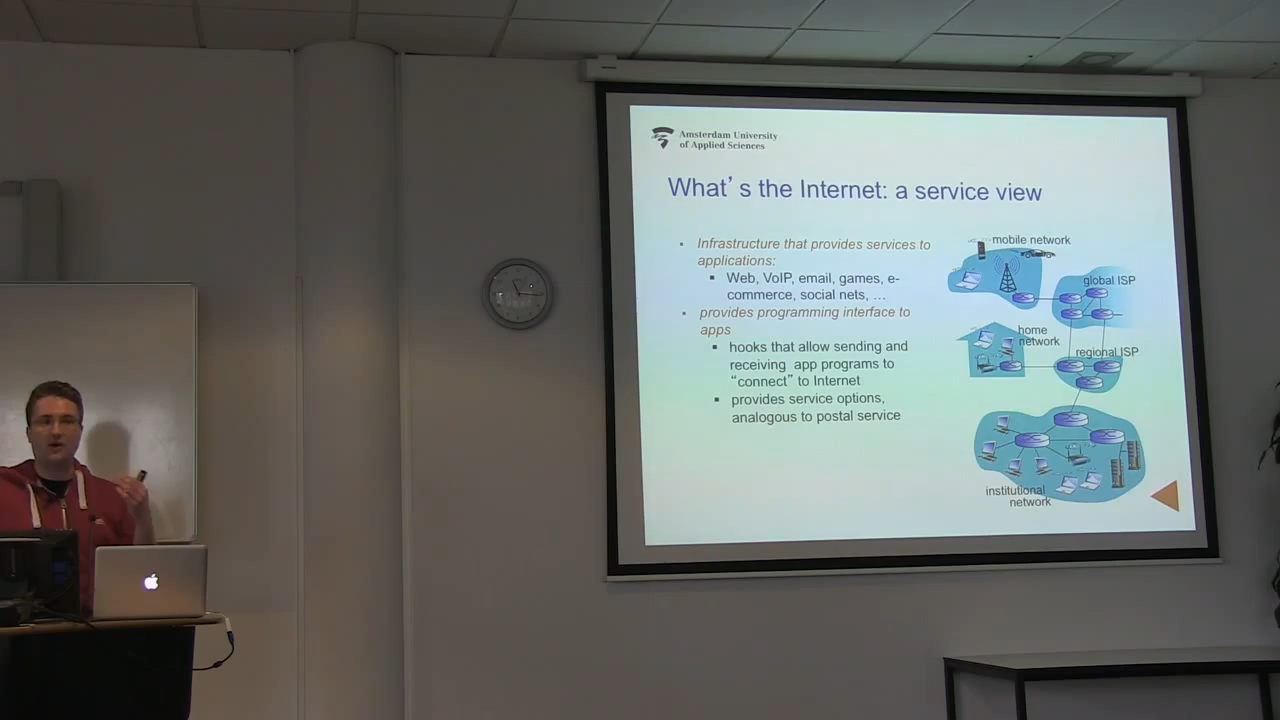 Amsterdam University
of Applied Sciences
What's the Internet: a service view
Infrastructure that provides services to
applications:
Web, VoIP, email, games, e-
commerce, social nets, …
provides programming interface to
apps
hooks that allow sending and
receiving app programs to
“connect” to Internet
provides service options,
analogous to postal service
mobile network
global ISP
home
network
regional ISP
institutional
network